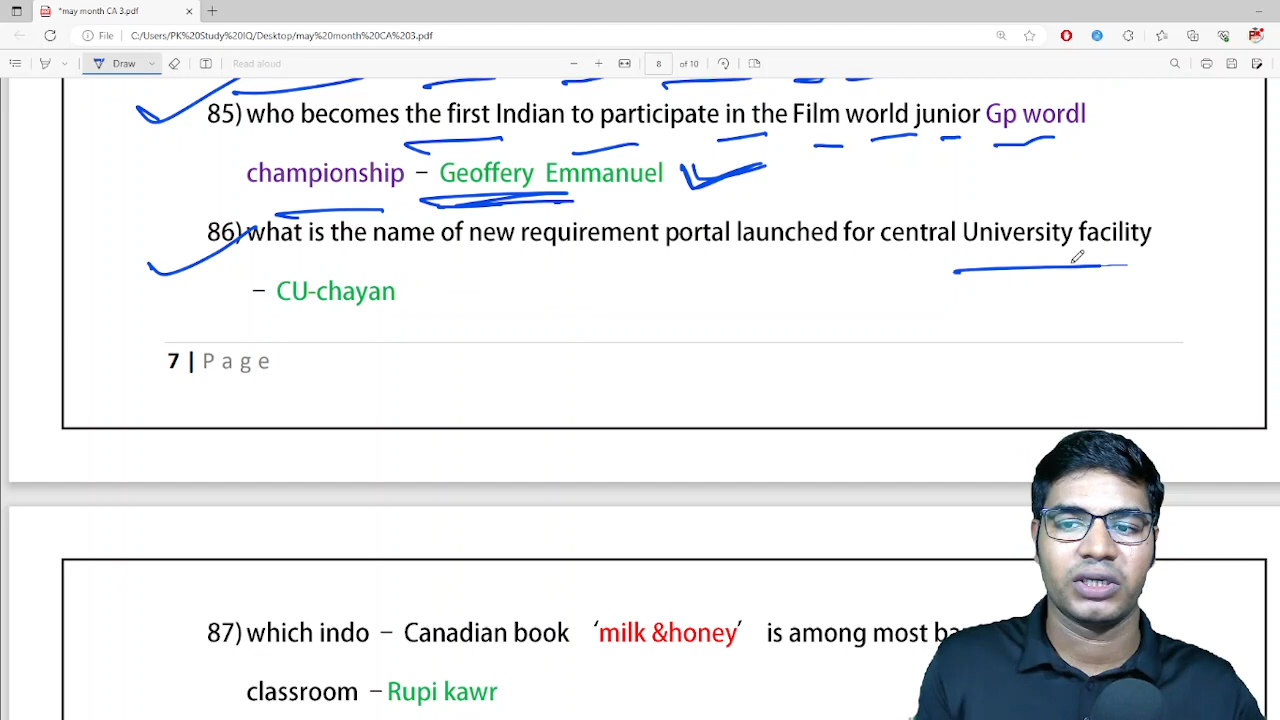 *may month CA 3.pdf
File C:/Users/PK%20Study%20IQ/Desktop/may%20month%20CA%203.pdf
Draw Read aloud 8 of 10
85) who becomes the first Indian to participate in the Film world junior Gp wordl
championship – Geoffery Emmanuel
86) what is the name of new requirement portal launched for central University facility
– CU-chayan
7 | Page
87) which indo – Canadian book ‘milk &honey’ is among most
classroom – Rupi kawr